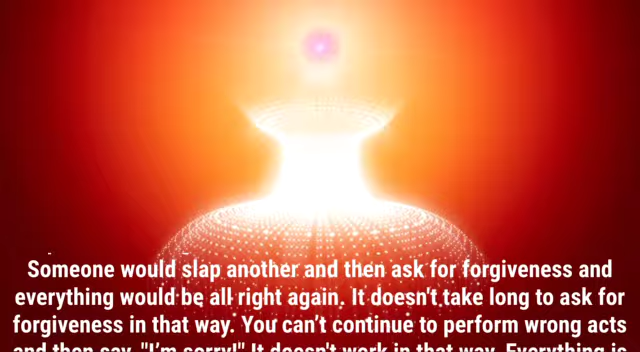 Someone would slap another and then ask for forgiveness and
everything would be all right again. It doesn't take long to ask for
forgiveness in that way. You can't continue to perform wrong acts
and then say, "I'm sorry!" It doesn't work in that way. Everything is